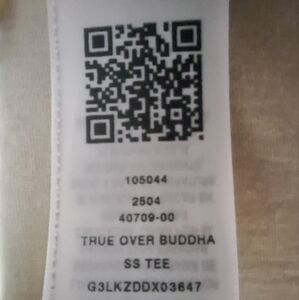 105044
2504
40709-00
TRUE OVER BUDDHA
SS TEE
G3LKZDDX03647